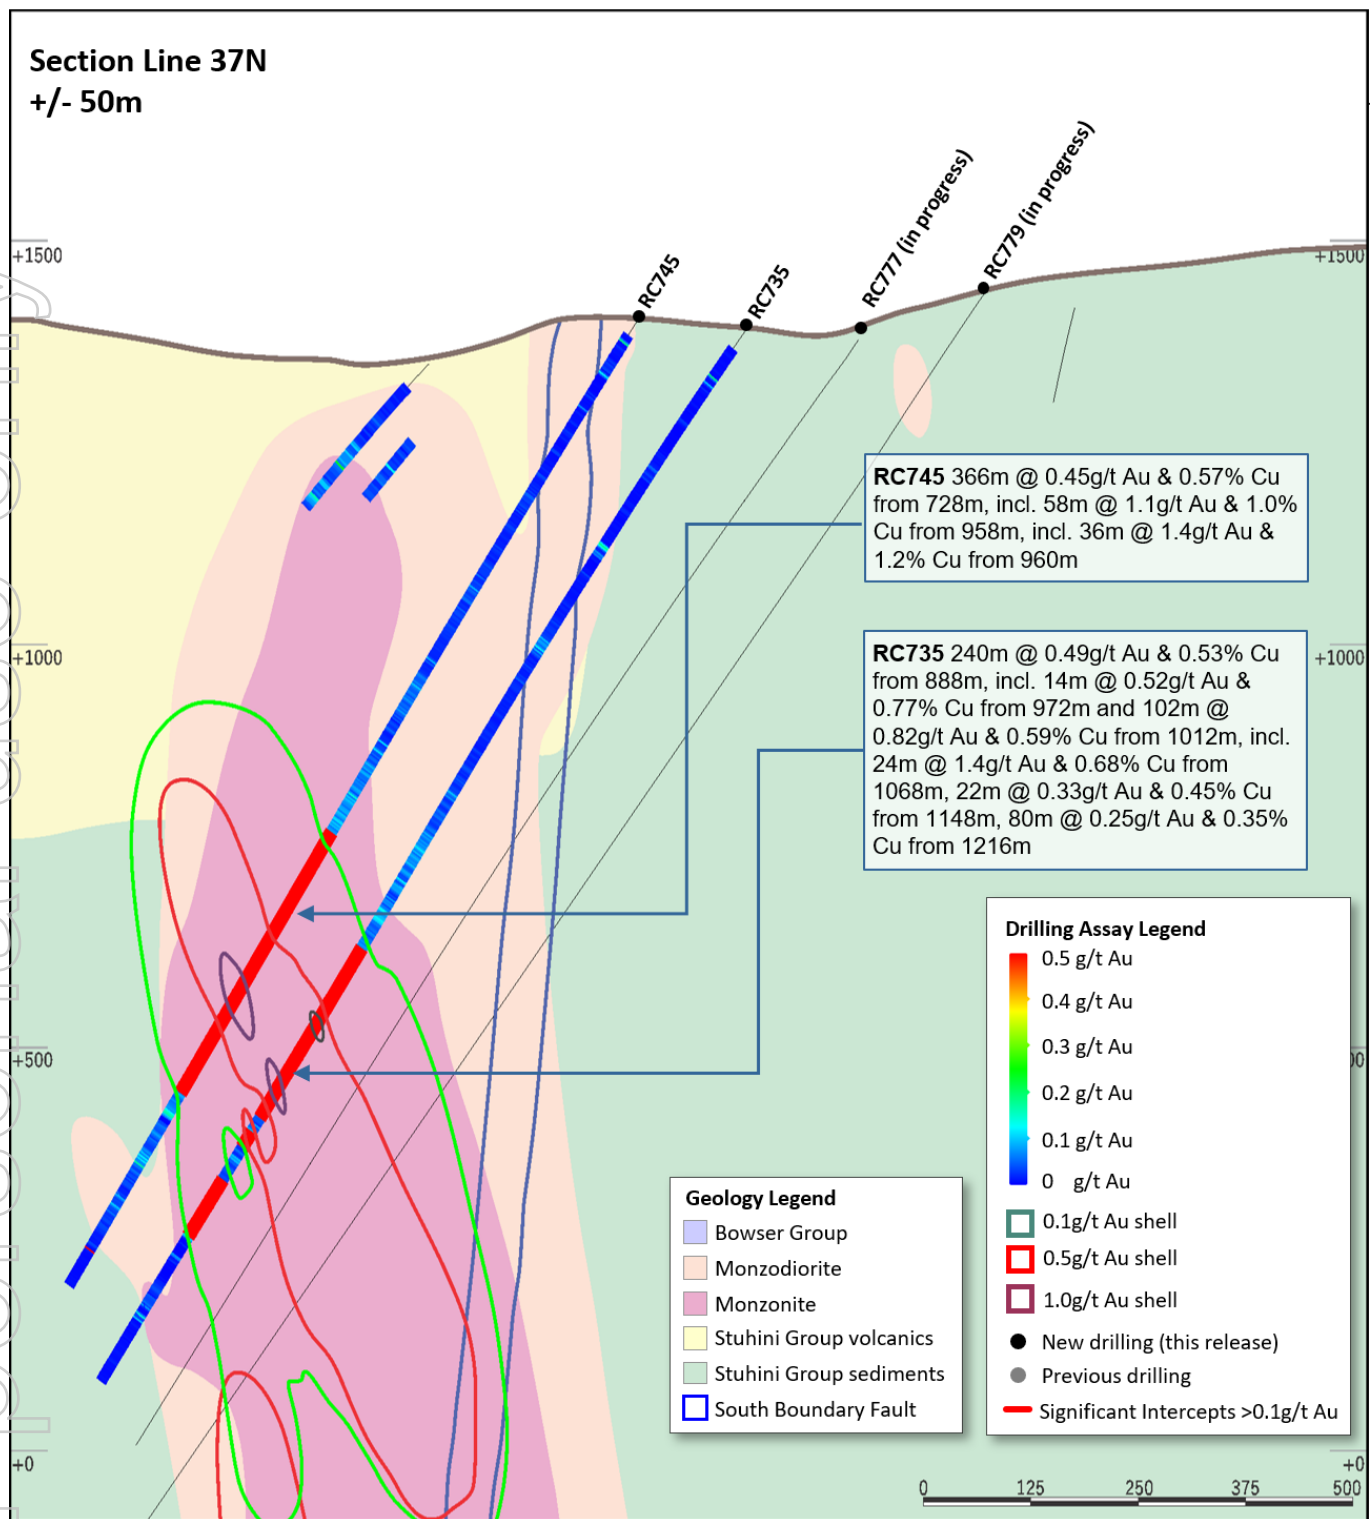 Section Line 37N
+/- 50m
RC745
RC735
RC777 (in progress)
RC779 (in progress)
+1500
+1500
RC745 366m @ 0.45g/t Au & 0.57% Cu
from 728m, incl. 58m @ 1.1g/t Au & 1.0%
Cu from 958m, incl. 36m @ 1.4g/t Au &
1.2% Cu from 960m
+1000
+1000
RC735 240m @ 0.49g/t Au & 0.53% Cu
from 888m, incl. 14m @ 0.52g/t Au &
0.77% Cu from 972m and 102m @
0.82g/t Au & 0.59% Cu from 1012m, incl.
24m @ 1.4g/t Au & 0.68% Cu from
1068m, 22m @ 0.33g/t Au & 0.45% Cu
from 1148m, 80m @ 0.25g/t Au & 0.35%
Cu from 1216m
+500
Drilling Assay Legend
0.5 g/t Au
0.4 g/t Au
0.3 g/t Au
0.2 g/t Au
0.1 g/t Au
0 g/t Au
0.1g/t Au shell
0.5g/t Au shell
1.0g/t Au shell
New drilling (this release)
Previous drilling
Significant Intercepts >0.1g/t Au
Geology Legend
Bowser Group
Monzodiorite
Monzonite
Stuhini Group volcanics
Stuhini Group sediments
South Boundary Fault
+0
+0
0 125 250 375 500